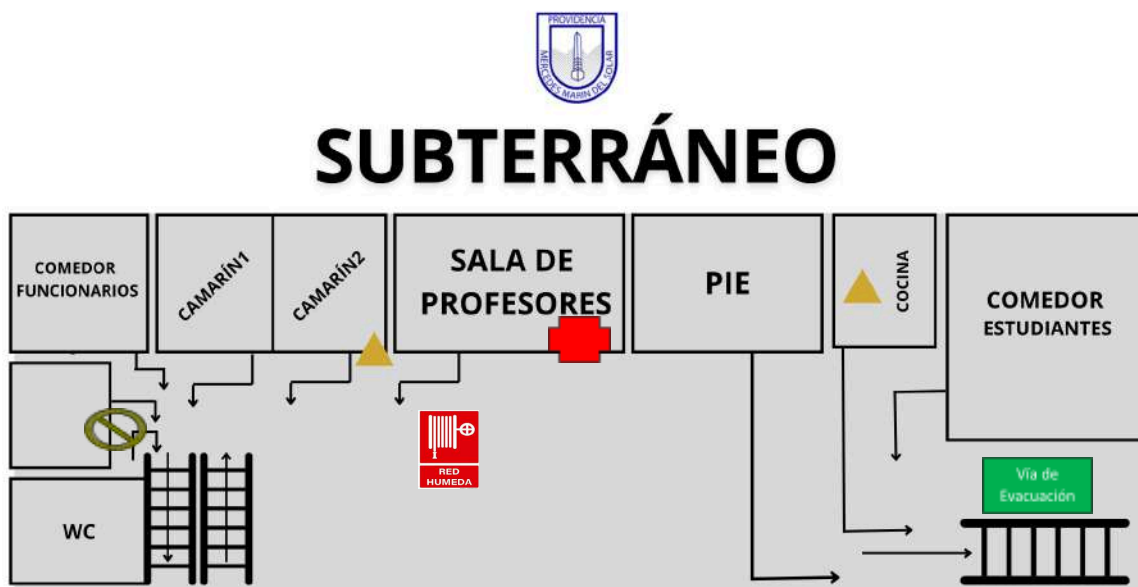 PROVIDENCIA
MERCEDES MARIN DEL SOLAR
SUBTERRÁNEO
COMEDOR
FUNCIONARIOS
CAMARÍN1
CAMARÍN2
SALA DE
PROFESORES
PIE
COCINA
COMEDOR
ESTUDIANTES
RED
HUMEDA
Vía de
Evacuación
WC